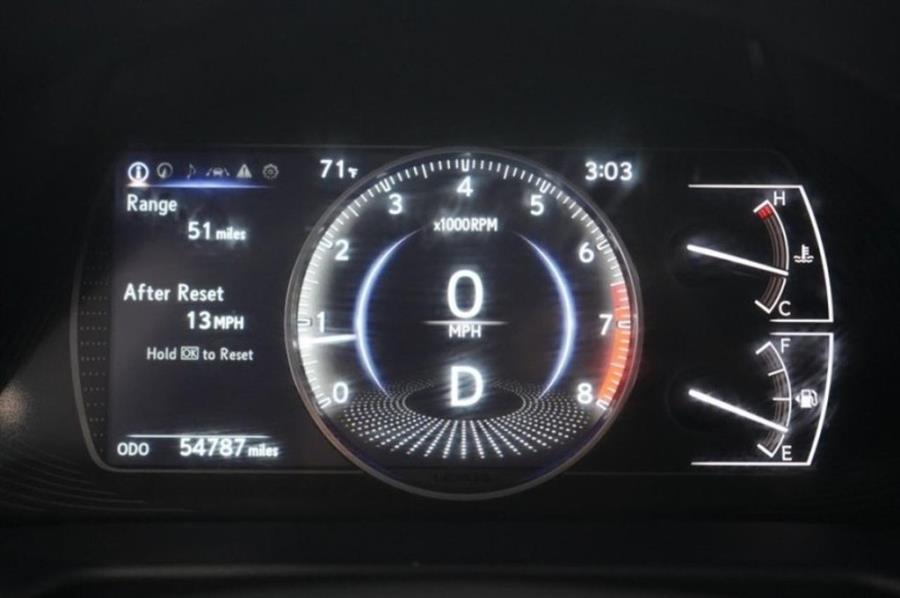 71°F
3:03
Range
51 miles
After Reset
13 MPH
Hold OK to Reset
ODO 54787 miles
0 1 2 3 4 5 6 7 8
x1000RPM
0
MPH
D
H
C
F
E